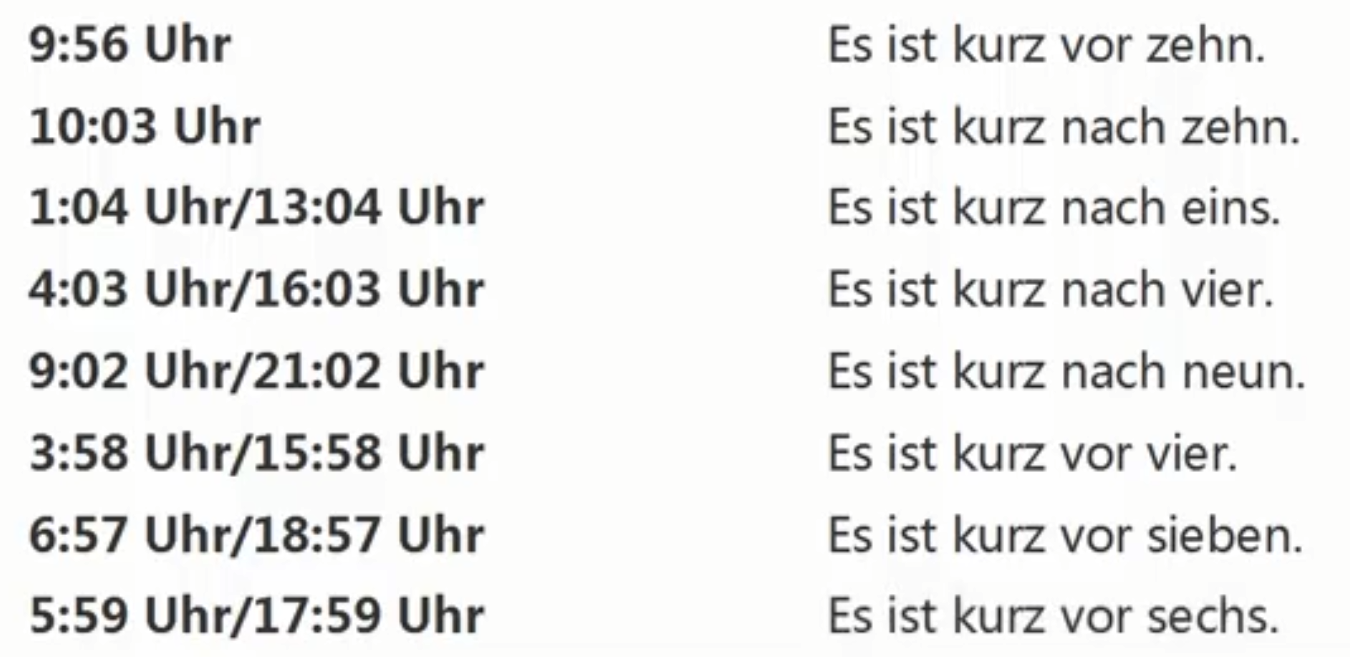 9:56 Uhr Es ist kurz vor zehn.
10:03 Uhr Es ist kurz nach zehn.
1:04 Uhr/13:04 Uhr Es ist kurz nach eins.
4:03 Uhr/16:03 Uhr Es ist kurz nach vier.
9:02 Uhr/21:02 Uhr Es ist kurz nach neun.
3:58 Uhr/15:58 Uhr Es ist kurz vor vier.
6:57 Uhr/18:57 Uhr Es ist kurz vor sieben.
5:59 Uhr/17:59 Uhr Es ist kurz vor sechs.